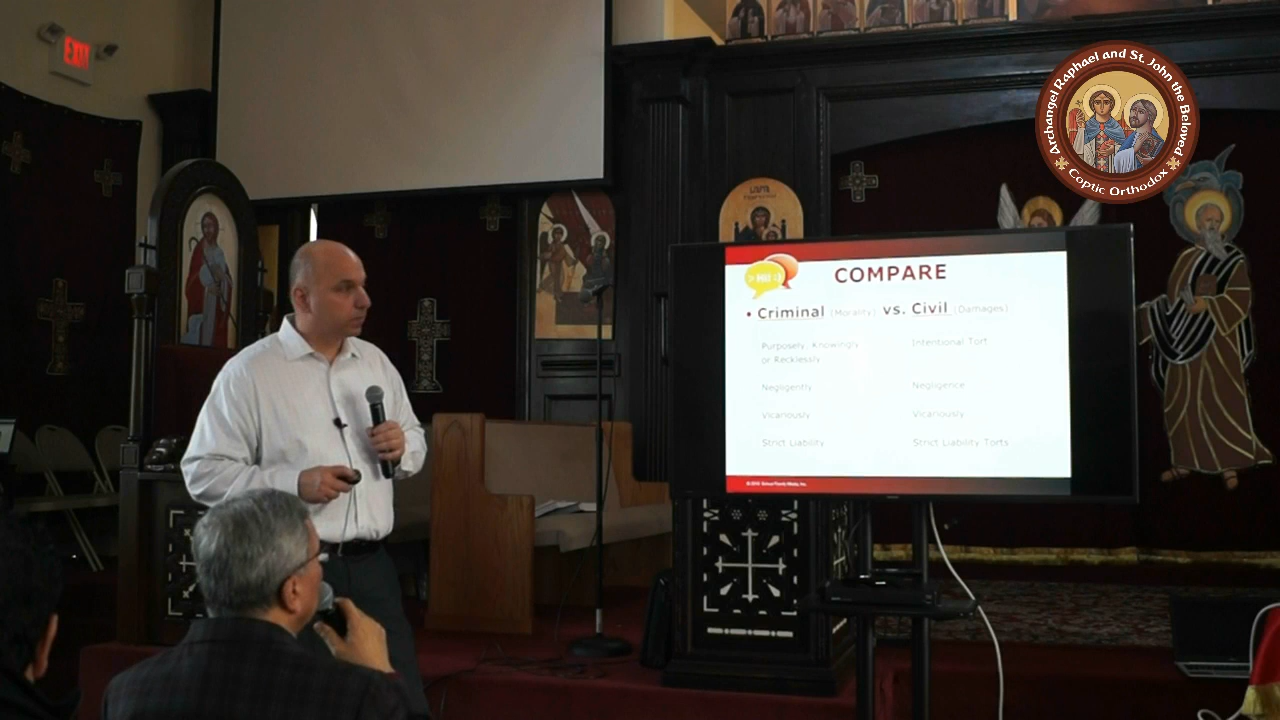 EXIT
Archangel Raphael and St. John the Beloved
Coptic Orthodox
COMPARE
• Criminal (Morality) vs. Civil (Damages)
Purposely, Knowingly
or Recklessly
Intentional Tort
Negligently
Negligence
Vicariously
Vicariously
Strict Liability
Strict Liability Torts